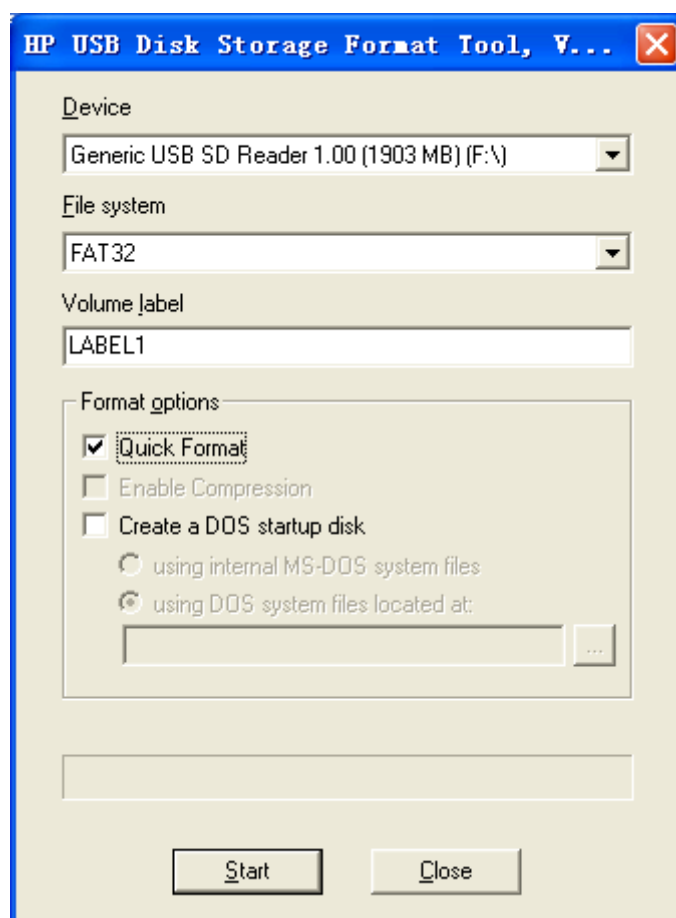 HP USB Disk Storage Format Tool, V...
Device
Generic USB SD Reader 1.00 (1903 MB) (F:\)
File system
FAT32
Volume label
LABEL1
Format options
Quick Format
Enable Compression
Create a DOS startup disk
using internal MS-DOS system files
using DOS system files located at:
...
Start
Close